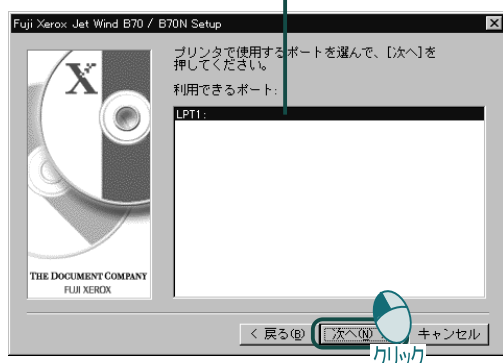 Fuji Xerox Jet Wind B70 / B70N Setup
プリンタで使用するポートを選んで、[次へ]を
押してください。
利用できるポート:
LPT1:
X
THE DOCUMENT COMPANY
FUJI XEROX
< 戻る(B)
次へ(N)
キャンセル
クリック